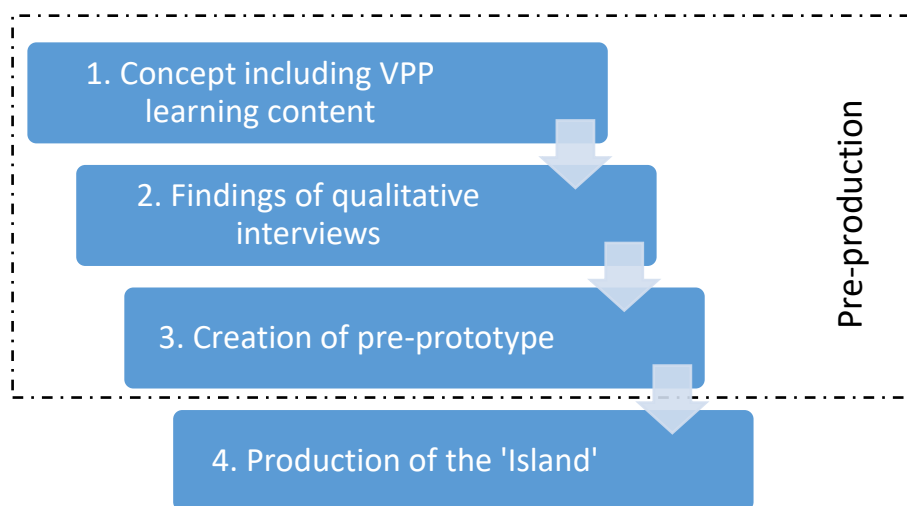 1. Concept including VPP
learning content
2. Findings of qualitative
interviews
3. Creation of pre-prototype
4. Production of the 'Island'
Pre-production